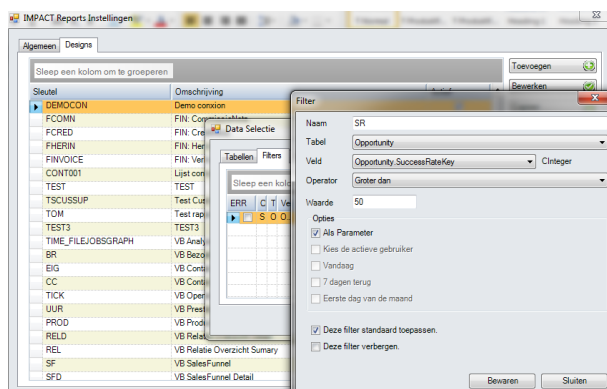 IMPACT Reports Instellingen
Algemeen Designs
Sleep een kolom om te groeperen
Toevoegen
Bewerken
Sleutel Omschrijving
DEMOCON Demo conxion
FCOMN FIN:
FCRED FIN: Cre
FHERIN FIN: Her
FINVOICE FIN: Ver
CONT001 Lijst con
TEST TEST
TSCUSSUP Test Cus
TOM Test rapp
TEST3 TEST3
TIME_FILEJOBSGRAPH VB Analy
BR VB Bezo
EIG VB Conta
CC VB Conta
TICK VB Open
UUR VB Prest
PROD VB Produ
RELD VB Relat
REL VB Relatie Overzicht Sumary
SF VB SalesFunnel
SFD VB SalesFunnel Detail
Data Selectie
Tabellen Filters
Sleep een kolo
ERR C T Ve
S O O..
Filter
Naam SR
Tabel Opportunity
Veld Opportunity.SuccessRateKey CInteger
Operator Groter dan
Waarde 50
Opties
Als Parameter
Kies de actieve gebruiker
Vandaag
7 dagen terug
Eerste dag van de maand
Deze filter standaard toepassen.
Deze filter verbergen.
Bewaren Sluiten